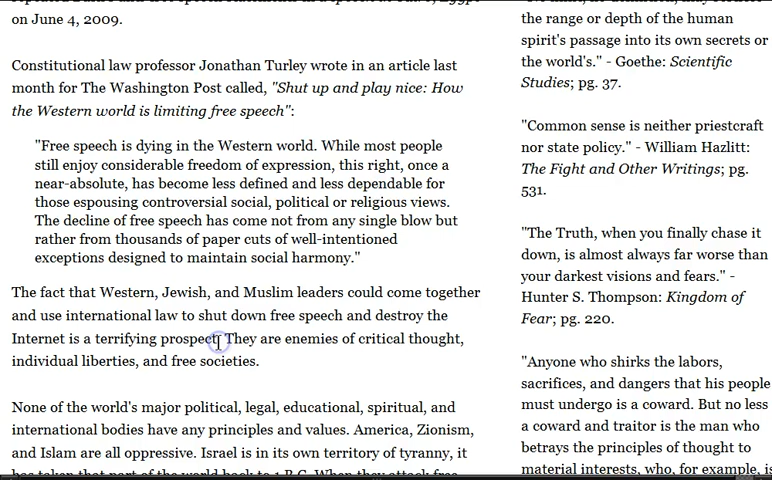 on June 4, 2009.
Constitutional law professor Jonathan Turley wrote in an article last
month for The Washington Post called, "Shut up and play nice: How
the Western world is limiting free speech":
"Free speech is dying in the Western world. While most people
still enjoy considerable freedom of expression, this right, once a
near-absolute, has become less defined and less dependable for
those espousing controversial social, political or religious views.
The decline of free speech has come not from any single blow but
rather from thousands of paper cuts of well-intentioned
exceptions designed to maintain social harmony."
The fact that Western, Jewish, and Muslim leaders could come together
and use international law to shut down free speech and destroy the
Internet is a terrifying prospect. They are enemies of critical thought,
individual liberties, and free societies.
None of the world's major political, legal, educational, spiritual, and
international bodies have any principles and values. America, Zionism,
and Islam are all oppressive. Israel is in its own territory of tyranny, it
has taken that part of the world back to 1 B.C. When they attack free
the range or depth of the human
spirit's passage into its own secrets or
the world's." - Goethe: Scientific
Studies; pg. 37.
"Common sense is neither priestcraft
nor state policy." - William Hazlitt:
The Fight and Other Writings; pg.
531.
"The Truth, when you finally chase it
down, is almost always far worse than
your darkest visions and fears." -
Hunter S. Thompson: Kingdom of
Fear; pg. 220.
"Anyone who shirks the labors,
sacrifices, and dangers that his people
must undergo is a coward. But no less
a coward and traitor is the man who
betrays the principles of thought to
material interests, who, for example, is